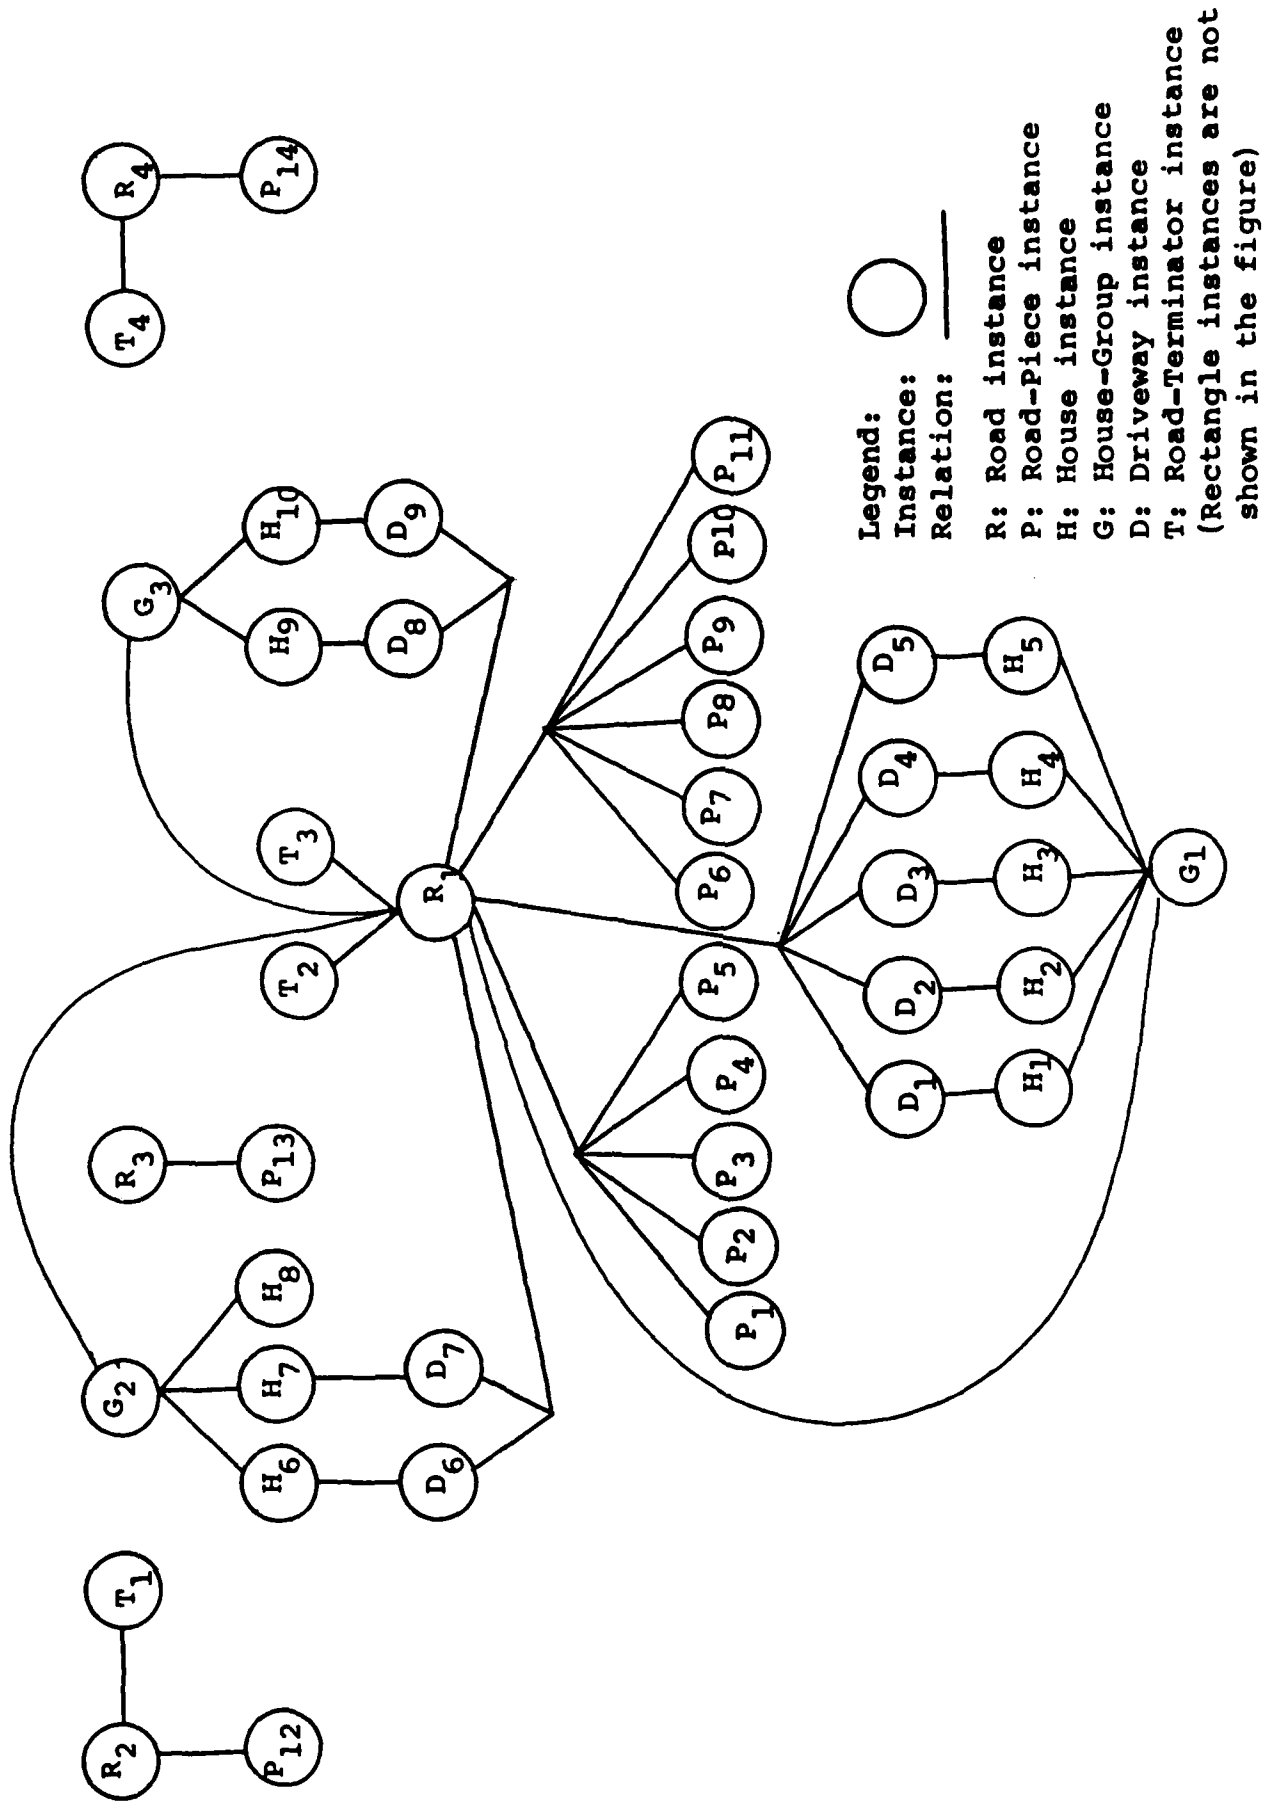 R2 T1 G2 R3 G3 T4 R4
P12 H6 H7 H8 P13 T2 T3 H9 H10 P14
D6 D7 R1 D8 D9
P1 P2 P3 P4 P5 P6 P7 P8 P9 P10 P11
D1 D2 D3 D4 D5
H1 H2 H3 H4 H5
G1
Legend:
Instance:
Relation:
R: Road instance
P: Road-Piece instance
H: House instance
G: House-Group instance
D: Driveway instance
T: Road-Terminator instance
(Rectangle instances are not
shown in the figure)